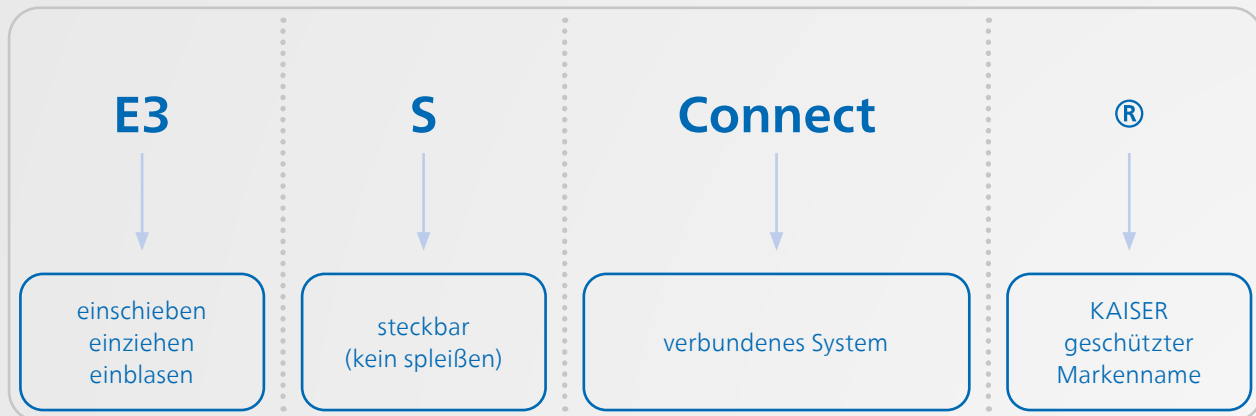 E3
S
Connect
®
einschieben
einziehen
einblasen
steckbar
(kein spleißen)
verbundenes System
KAISER
geschützter
Markenname